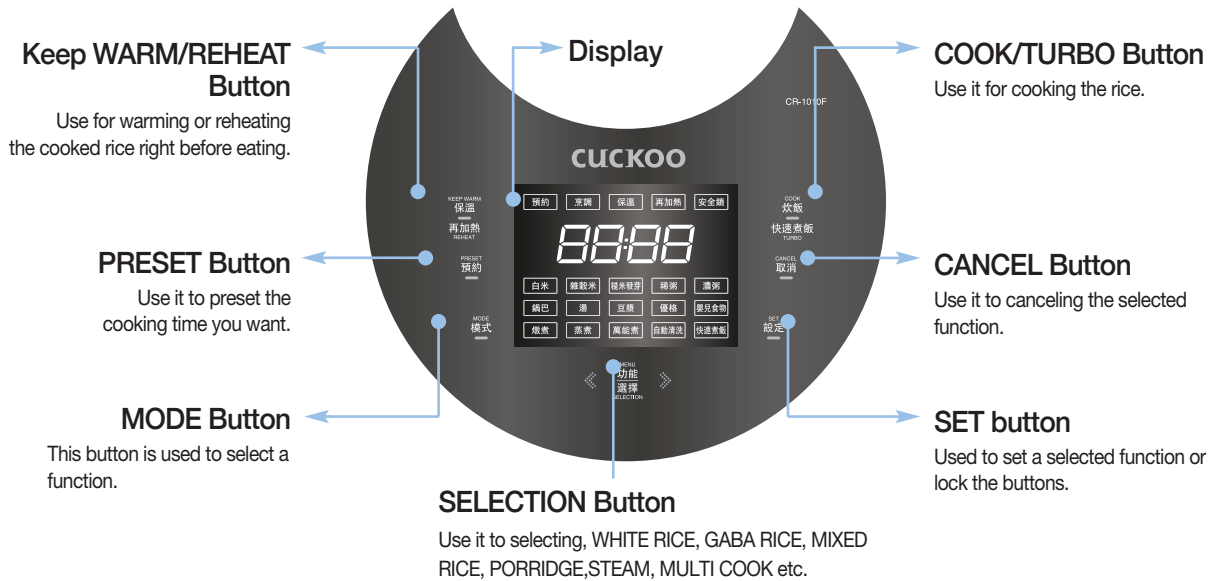 Keep WARM/REHEAT
Button
Use for warming or reheating
the cooked rice right before eating.
PRESET Button
Use it to preset the
cooking time you want.
MODE Button
This button is used to select a
function.
Display
CR-1010F
CUCKOO
KEEP WARM
保溫
再加熱
REHEAT
PRESET
預約
MODE
模式
預約 烹調 保溫 再加熱 安全鎖
88:88
白米 雜穀米 糙米發芽 稀粥 濃粥
鍋巴 湯 豆漿 優格 嬰兒食物
燉煮 蒸煮 萬能煮 自動清洗 快速煮飯
MENU
功能
選擇
SELECTION
COOK
炊飯
快速煮飯
TURBO
CANCEL
取消
SET
設定
COOK/TURBO Button
Use it for cooking the rice.
CANCEL Button
Use it to canceling the selected
function.
SET button
Used to set a selected function or
lock the buttons.
SELECTION Button
Use it to selecting, WHITE RICE, GABA RICE, MIXED
RICE, PORRIDGE,STEAM, MULTI COOK etc.